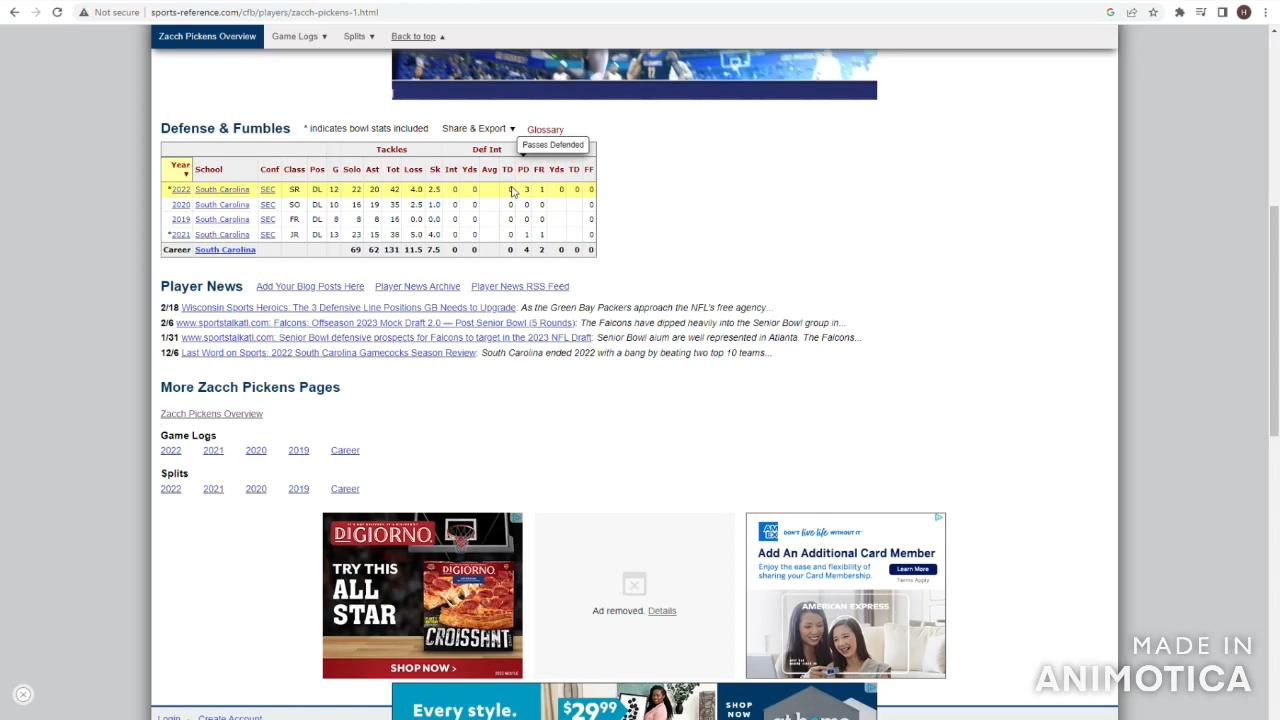 Not secure | sports-reference.com/cfb/players/zacch-pickens-1.html
H
Zacch Pickens Overview Game Logs ▼ Splits ▼ Back to top ▲
Defense & Fumbles * indicates bowl stats included Share & Export ▼ Glossary
Passes Defended
Tackles Def Int
Year ▼ School Conf Class Pos G Solo Ast Tot Loss Sk Int Yds Avg TD PD FR Yds TD FF
*2022 South Carolina SEC SR DL 12 22 20 42 4.0 2.5 0 0 0 3 1 0 0 0
2020 South Carolina SEC SO DL 10 16 19 35 2.5 1.0 0 0 0 0 0 0
2019 South Carolina SEC FR DL 8 8 8 16 0.0 0.0 0 0 0 0 0 0
*2021 South Carolina SEC JR DL 13 23 15 38 5.0 4.0 0 0 0 1 1 0
Career South Carolina 69 62 131 11.5 7.5 0 0 0 4 2 0 0 0
Player News Add Your Blog Posts Here Player News Archive Player News RSS Feed
2/18 Wisconsin Sports Heroics: The 3 Defensive Line Positions GB Needs to Upgrade: As the Green Bay Packers approach the NFL's free agency...
2/6 www.sportstalkatl.com: Falcons: Offseason 2023 Mock Draft 2.0 — Post Senior Bowl (5 Rounds): The Falcons have dipped heavily into the Senior Bowl group in...
1/31 www.sportstalkatl.com: Senior Bowl defensive prospects for Falcons to target in the 2023 NFL Draft: Senior Bowl alum are well represented in Atlanta. The Falcons...
12/6 Last Word on Sports: 2022 South Carolina Gamecocks Season Review: South Carolina ended 2022 with a bang by beating two top 10 teams...
More Zacch Pickens Pages
Zacch Pickens Overview
Game Logs
2022 2021 2020 2019 Career
Splits
2022 2021 2020 2019 Career
DIGIORNO
TRY THIS
ALL
STAR
CROISSANT
SHOP NOW >
Ad removed. Details
AM EX DON'T live life WITHOUT IT
Add An Additional Card Member
Enjoy the ease and flexibility of
sharing your Card Membership.
Learn More
Terms Apply
AMERICAN EXPRESS
MADE IN
ANIMOTICA
Login Create Account
Every style.
$29.99
SHOP
NOW
at home